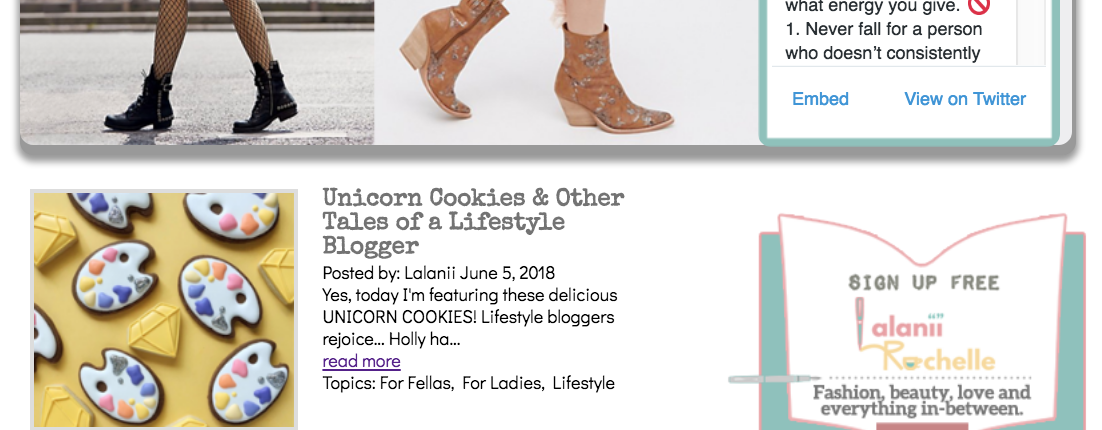 what energy you give. 🚫
1. Never fall for a person
who doesn't consistently
Embed View on Twitter
Unicorn Cookies & Other
Tales of a Lifestyle
Blogger
Posted by: Lalanii June 5, 2018
Yes, today I'm featuring these delicious
UNICORN COOKIES! Lifestyle bloggers
rejoice... Holly ha...
read more
Topics: For Fellas, For Ladies, Lifestyle
SIGN UP FREE
Lalanii
Rochelle
Fashion, beauty, love and
everything in-between.